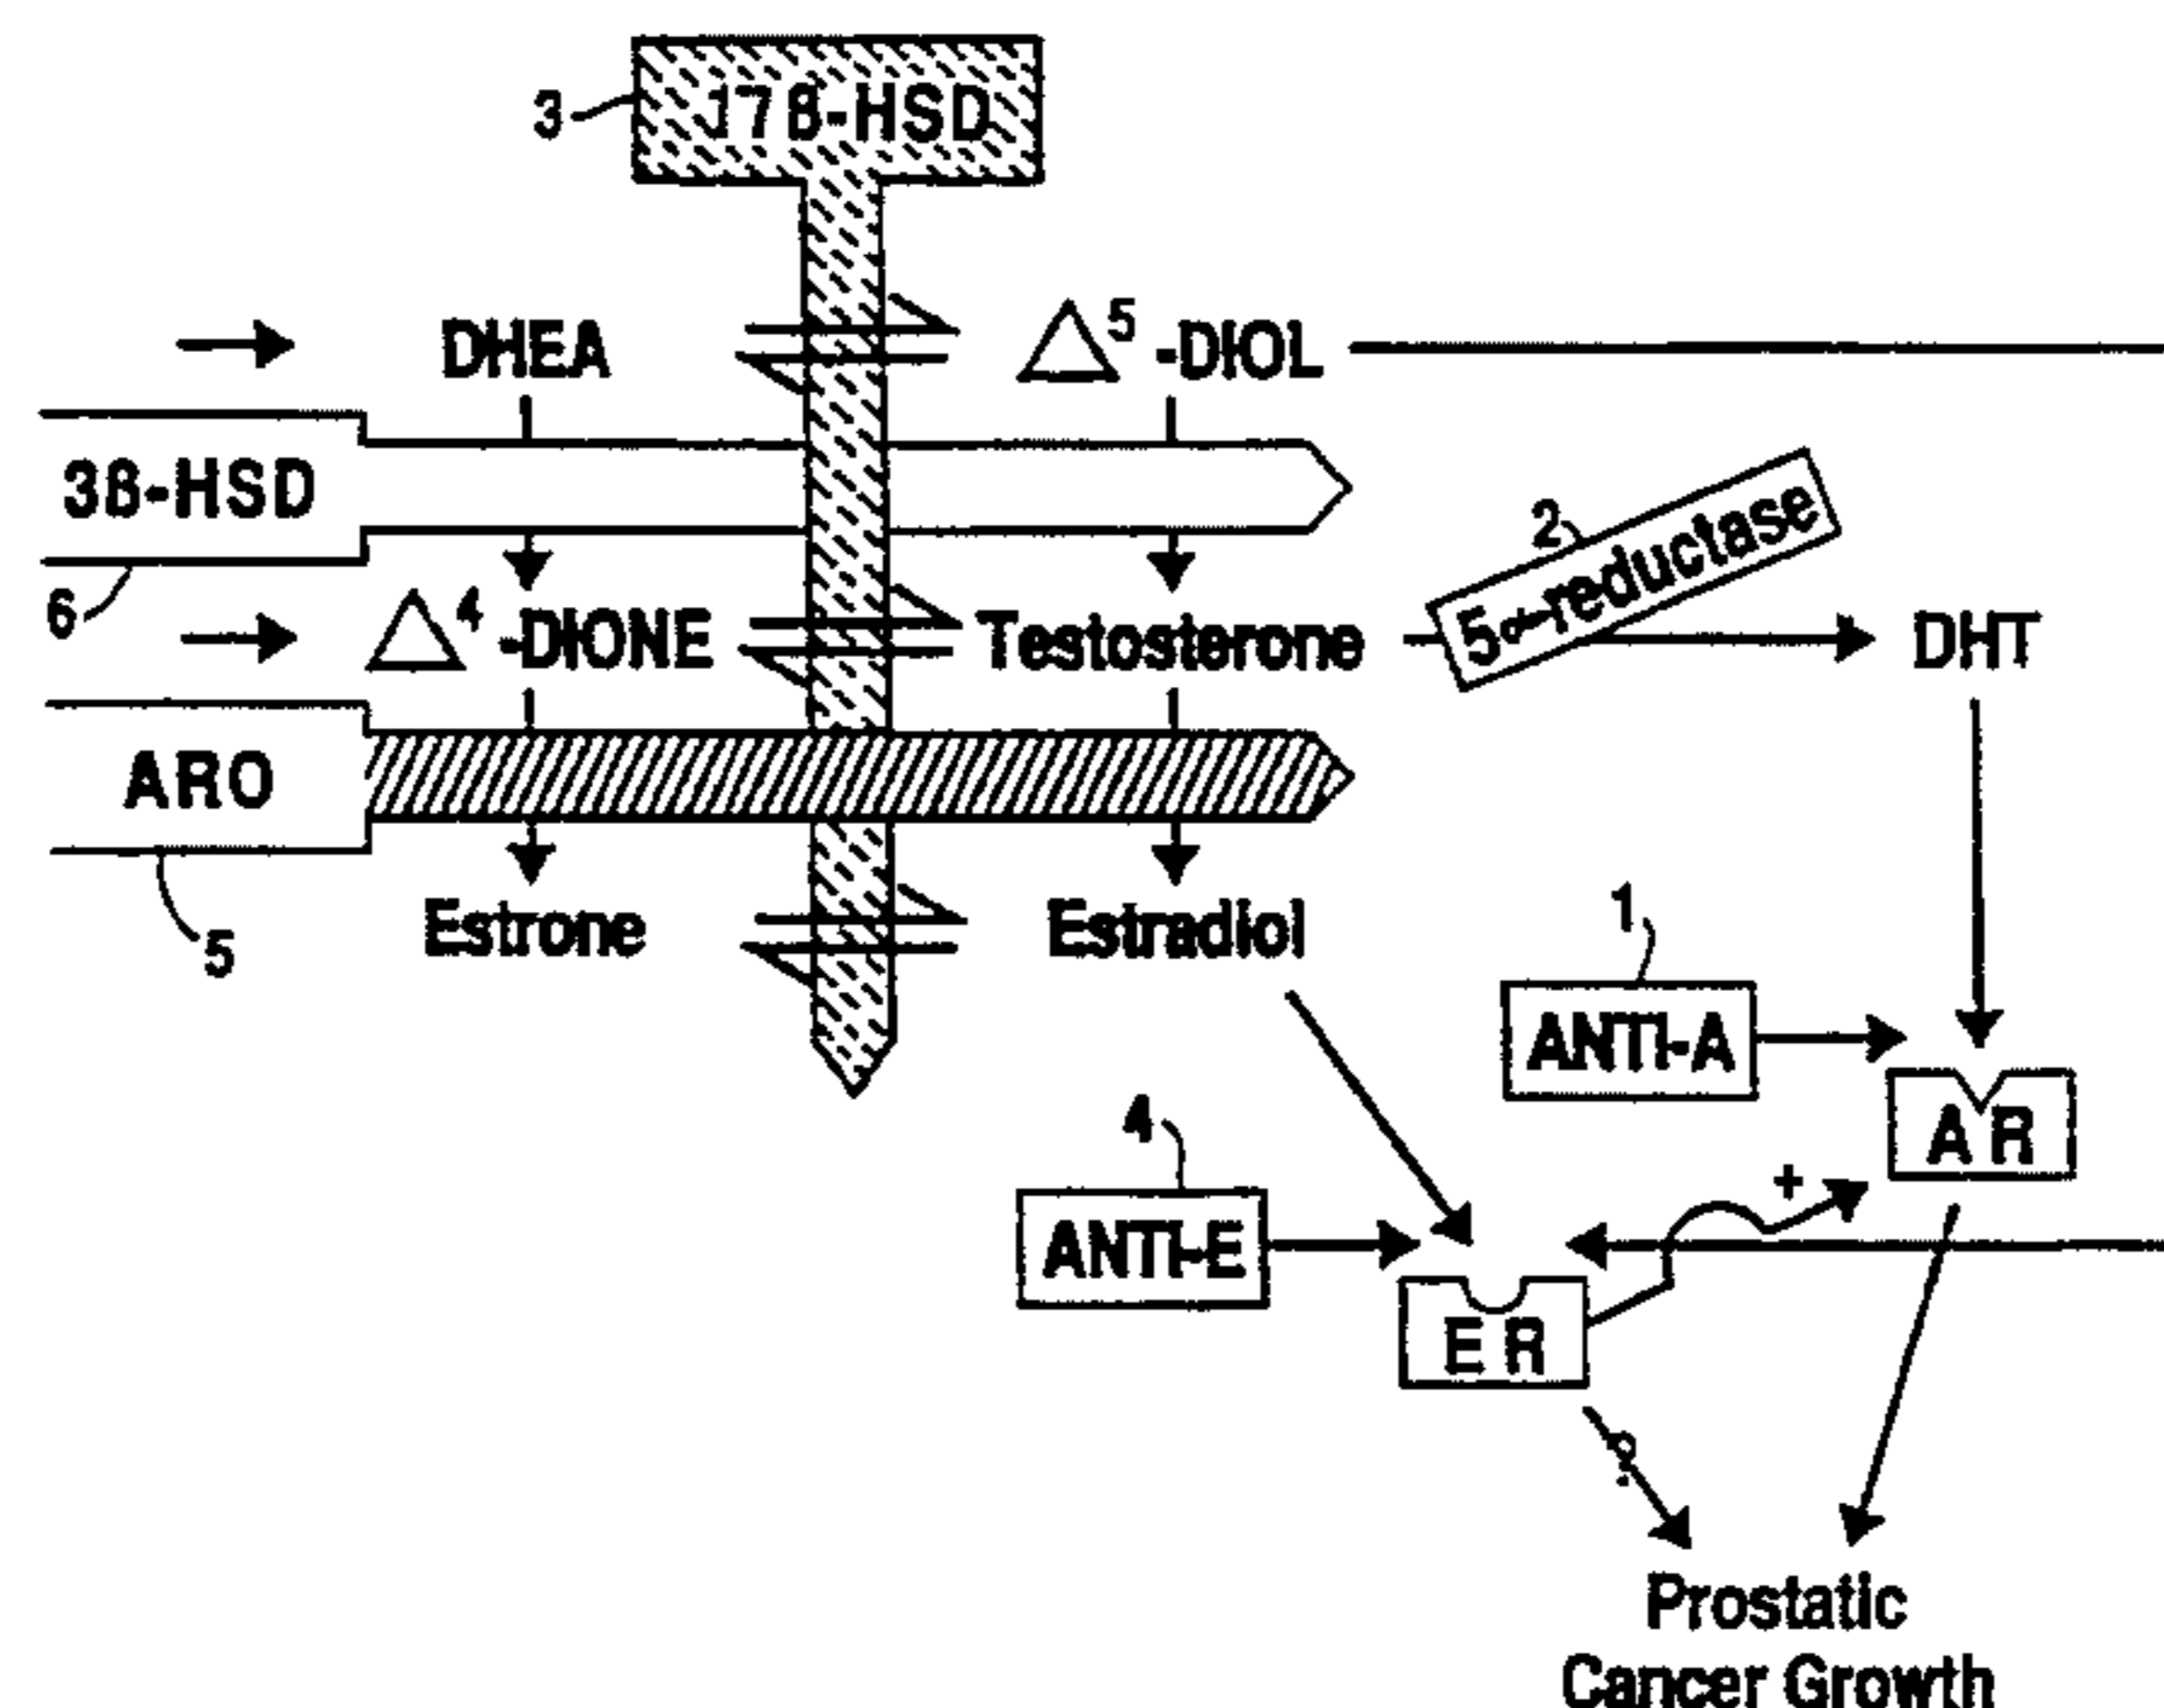 3
17β-HSD
DHEA
Δ⁵-DIOL
3β-HSD
2
5α-reductase
6
Δ⁴-DIONE
Testosterone
DHT
ARO
5
Estrone
Estradiol
1
ANTI-A
4
AR
+
ANTI-E
ER
?
Prostatic
Cancer Growth